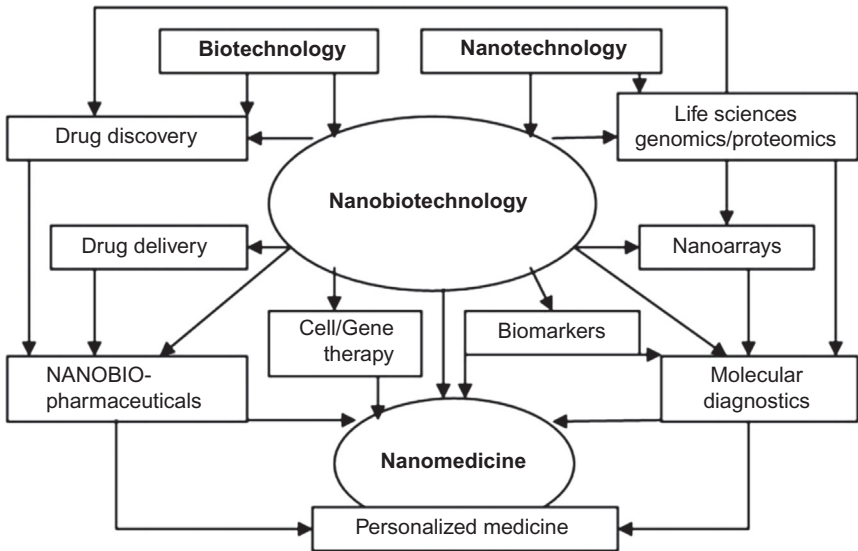 Biotechnology
Nanotechnology
Drug discovery
Life sciences
genomics/proteomics
Nanobiotechnology
Drug delivery
Nanoarrays
Cell/Gene
therapy
Biomarkers
NANOBIO-
pharmaceuticals
Molecular
diagnostics
Nanomedicine
Personalized medicine